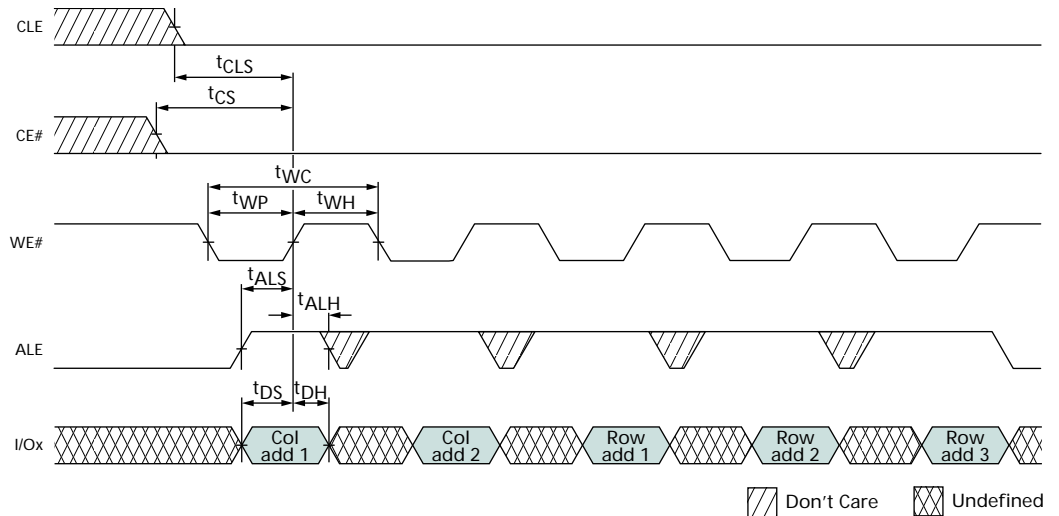 CLE
tCLS
tCS
CE#
tWC
tWP
tWH
WE#
tALS
tALH
ALE
tDS
tDH
I/Ox
Col
add 1
Col
add 2
Row
add 1
Row
add 2
Row
add 3
Don't Care
Undefined